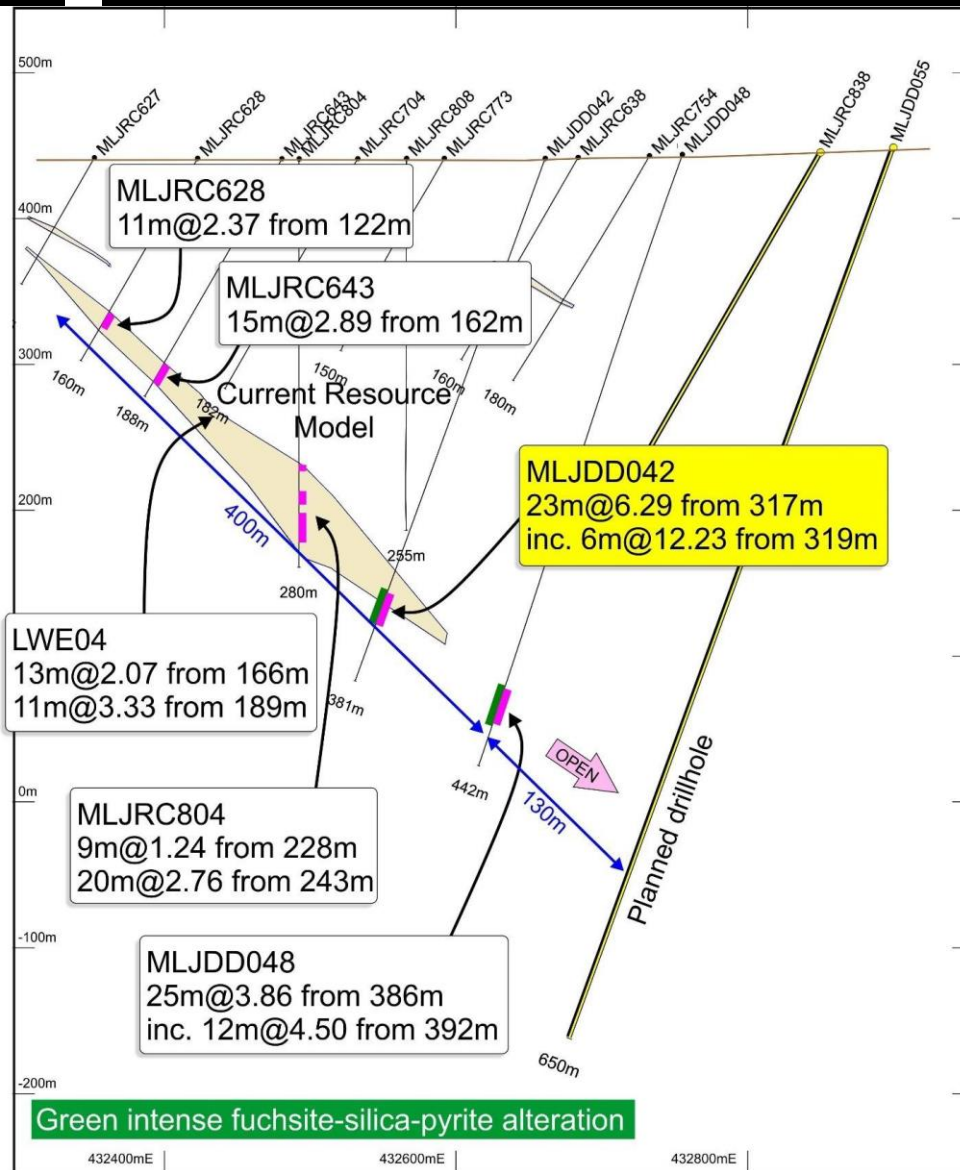 500m
MLJRC627
MLJRC628
MLJRC643
MLJRC804
MLJRC704
MLJRC808
MLJRC773
MLJDD042
MLJRC638
MLJRC754
MLJDD048
MLJRC838
MLJDD055
MLJRC628
11m@2.37 from 122m
400m
MLJRC643
15m@2.89 from 162m
300m
160m
150m
160m
180m
188m
182m
Current Resource
Model
MLJDD042
23m@6.29 from 317m
inc. 6m@12.23 from 319m
200m
400m
255m
280m
LWE04
13m@2.07 from 166m
11m@3.33 from 189m
381m
OPEN
442m
130m
Planned drillhole
0m
MLJRC804
9m@1.24 from 228m
20m@2.76 from 243m
-100m
MLJDD048
25m@3.86 from 386m
inc. 12m@4.50 from 392m
650m
-200m
Green intense fuchsite-silica-pyrite alteration
432400mE
432600mE
432800mE